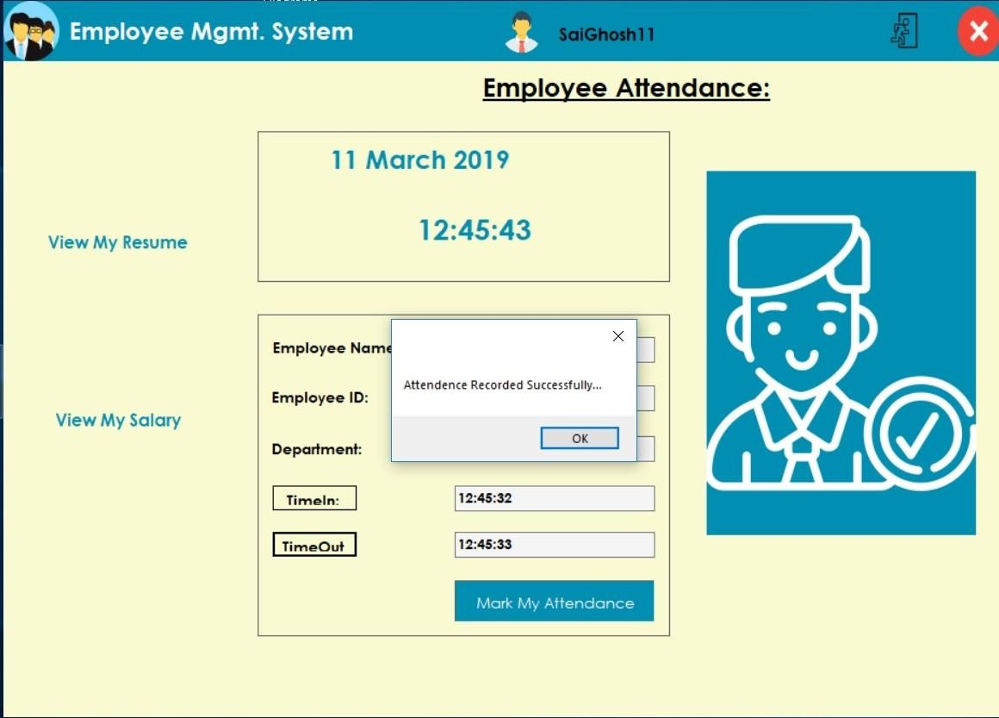 Employee Mgmt. System
SaiGhosh11
Employee Attendance:
11 March 2019
12:45:43
View My Resume
Employee Name
Attendence Recorded Successfully...
Employee ID:
View My Salary
OK
Department:
TimeIn:
12:45:32
TimeOut
12:45:33
Mark My Attendance